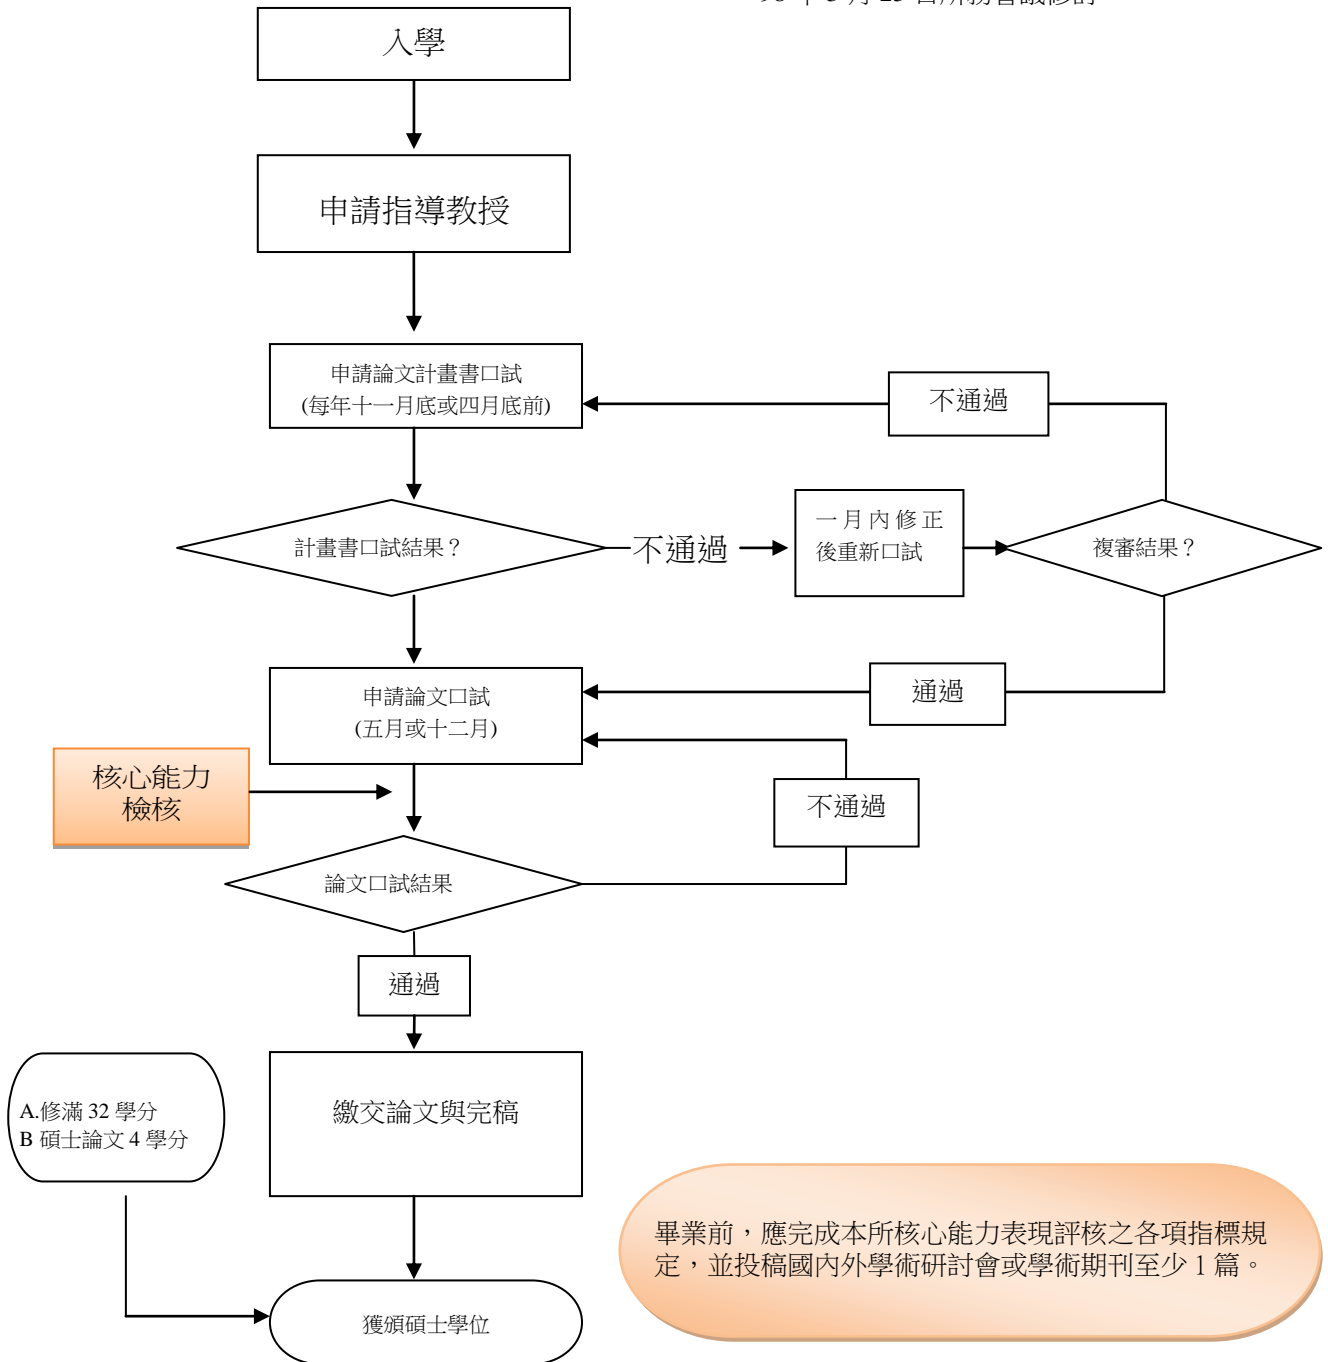 入學
申請指導教授
申請論文計畫書口試
(每年十一月底或四月底前)
不通過
計畫書口試結果？
不通過
一月內修正
後重新口試
複審結果？
申請論文口試
(五月或十二月)
通過
核心能力
檢核
不通過
論文口試結果
通過
A.修滿 32 學分
B 碩士論文 4 學分
繳交論文與完稿
畢業前，應完成本所核心能力表現評核之各項指標規
定，並投稿國內外學術研討會或學術期刊至少 1 篇。
獲頒碩士學位